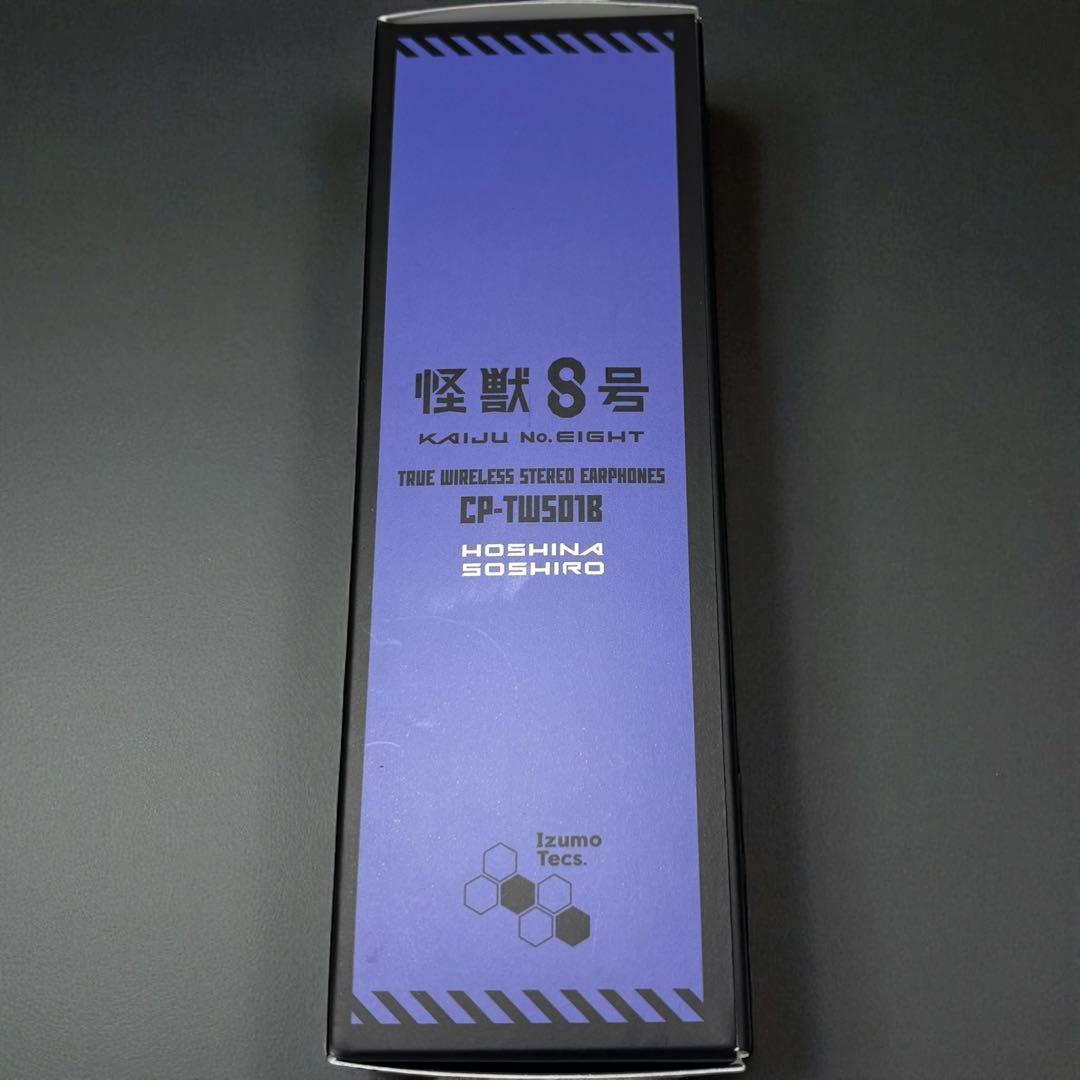 怪獣8号
KAIJU No.EIGHT
TRUE WIRELESS STEREO EARPHONES
CP-TWS01B
HOSHINA
SOSHIRO
Izumo
Tecs.